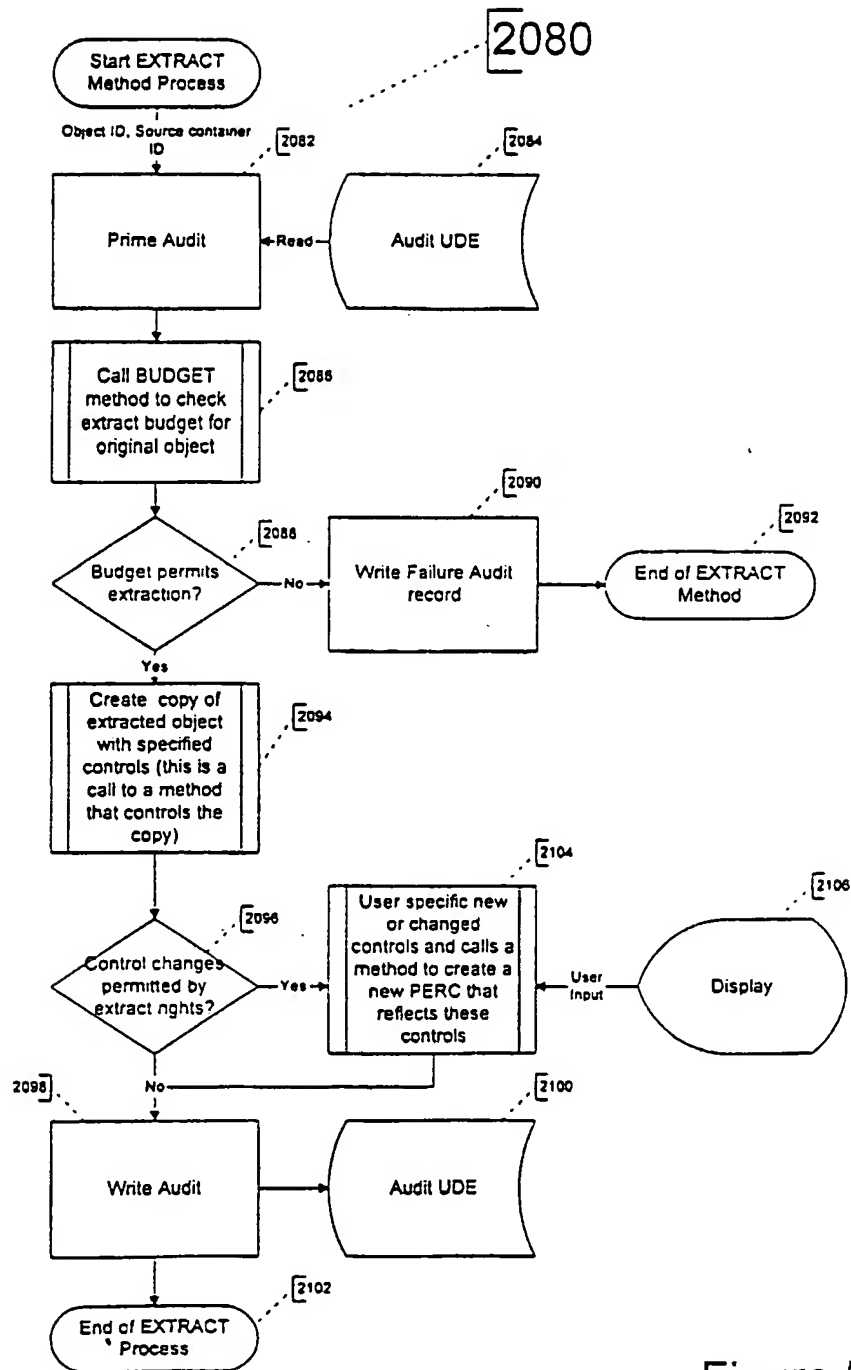 2080
Start EXTRACT
Method Process
Object ID, Source container
ID
2082
2084
Prime Audit
Read
Audit UDE
Call BUDGET
method to check
extract budget for
original object
2086
2090
2092
2088
Budget permits
extraction?
No
Write Failure Audit
record
End of EXTRACT
Method
Yes
Create copy of
extracted object
with specified
controls (this is a
call to a method
that controls the
copy)
2094
2104
2106
2096
Control changes
permitted by
extract rights?
Yes
User specific new
or changed
controls and calls a
method to create a
new PERC that
reflects these
controls
User
Input
Display
No
2098
2100
Write Audit
Audit UDE
2102
End of EXTRACT
Process